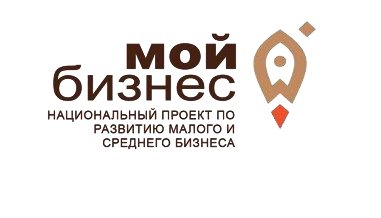 мой
бизнес
НАЦИОНАЛЬНЫЙ ПРОЕКТ ПО
РАЗВИТИЮ МАЛОГО И
СРЕДНЕГО БИЗНЕСА